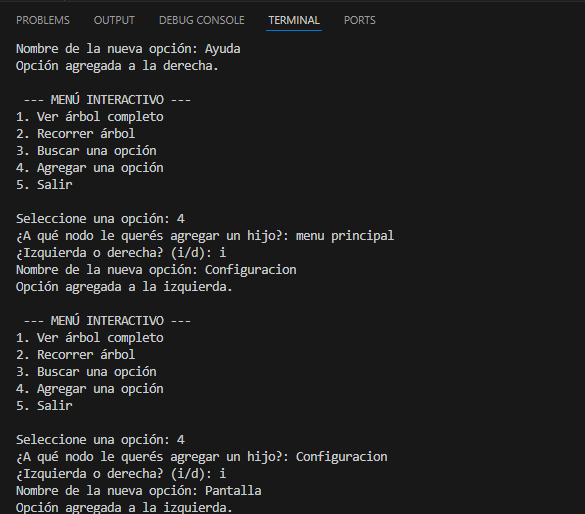 PROBLEMS OUTPUT DEBUG CONSOLE TERMINAL PORTS
Nombre de la nueva opción: Ayuda
Opción agregada a la derecha.
--- MENÚ INTERACTIVO ---
1. Ver árbol completo
2. Recorrer árbol
3. Buscar una opción
4. Agregar una opción
5. Salir
Seleccione una opción: 4
¿A qué nodo le querés agregar un hijo?: menu principal
¿Izquierda o derecha? (i/d): i
Nombre de la nueva opción: Configuracion
Opción agregada a la izquierda.
--- MENÚ INTERACTIVO ---
1. Ver árbol completo
2. Recorrer árbol
3. Buscar una opción
4. Agregar una opción
5. Salir
Seleccione una opción: 4
¿A qué nodo le querés agregar un hijo?: Configuracion
¿Izquierda o derecha? (i/d): i
Nombre de la nueva opción: Pantalla
Opción agregada a la izquierda.